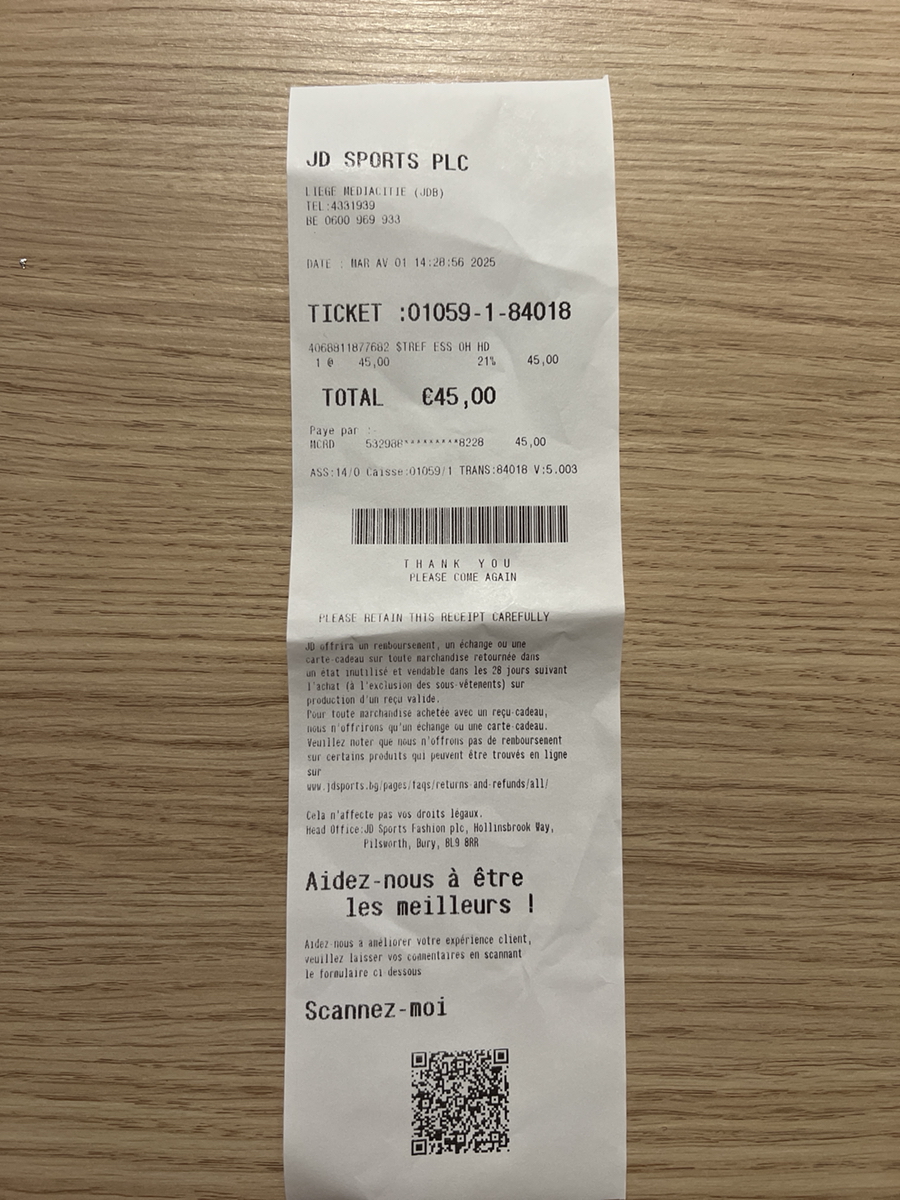 JD SPORTS PLC
LIEGE MEDIACITIE (JDB)
TEL:4331939
BE 0600 969 933
DATE : MAR AV 01 14:28:56 2025
TICKET :01059-1-84018
4068811877682 $TREF ESS OH HD
1 @ 45,00 21% 45,00
TOTAL €45,00
Paye par :-
MCRD 532988*********8228 45,00
ASS:14/0 Caisse:01059/1 TRANS:84018 V:5.003
THANK YOU
PLEASE COME AGAIN
PLEASE RETAIN THIS RECEIPT CAREFULLY
JD offrira un remboursement, un échange ou une
carte-cadeau sur toute marchandise retournée dans
un état inutilisé et vendable dans les 28 jours suivant
l'achat (à l'exclusion des sous-vêtements) sur
production d'un reçu valide.
Pour toute marchandise achetée avec un reçu-cadeau,
nous n'offrirons qu'un échange ou une carte-cadeau.
Veuillez noter que nous n'offrons pas de remboursement
sur certains produits qui peuvent être trouvés en ligne
sur
www.jdsports.bg/pages/faqs/returns-and-refunds/all/
Cela n'affecte pas vos droits légaux.
Head Office:JD Sports Fashion plc, Hollinsbrook Way,
Pilsworth, Bury, BL9 8RR
Aidez-nous à être
les meilleurs !
Aidez-nous a améliorer votre expérience client,
veuillez laisser vos commentaires en scannant
le formulaire ci-dessous
Scannez-moi